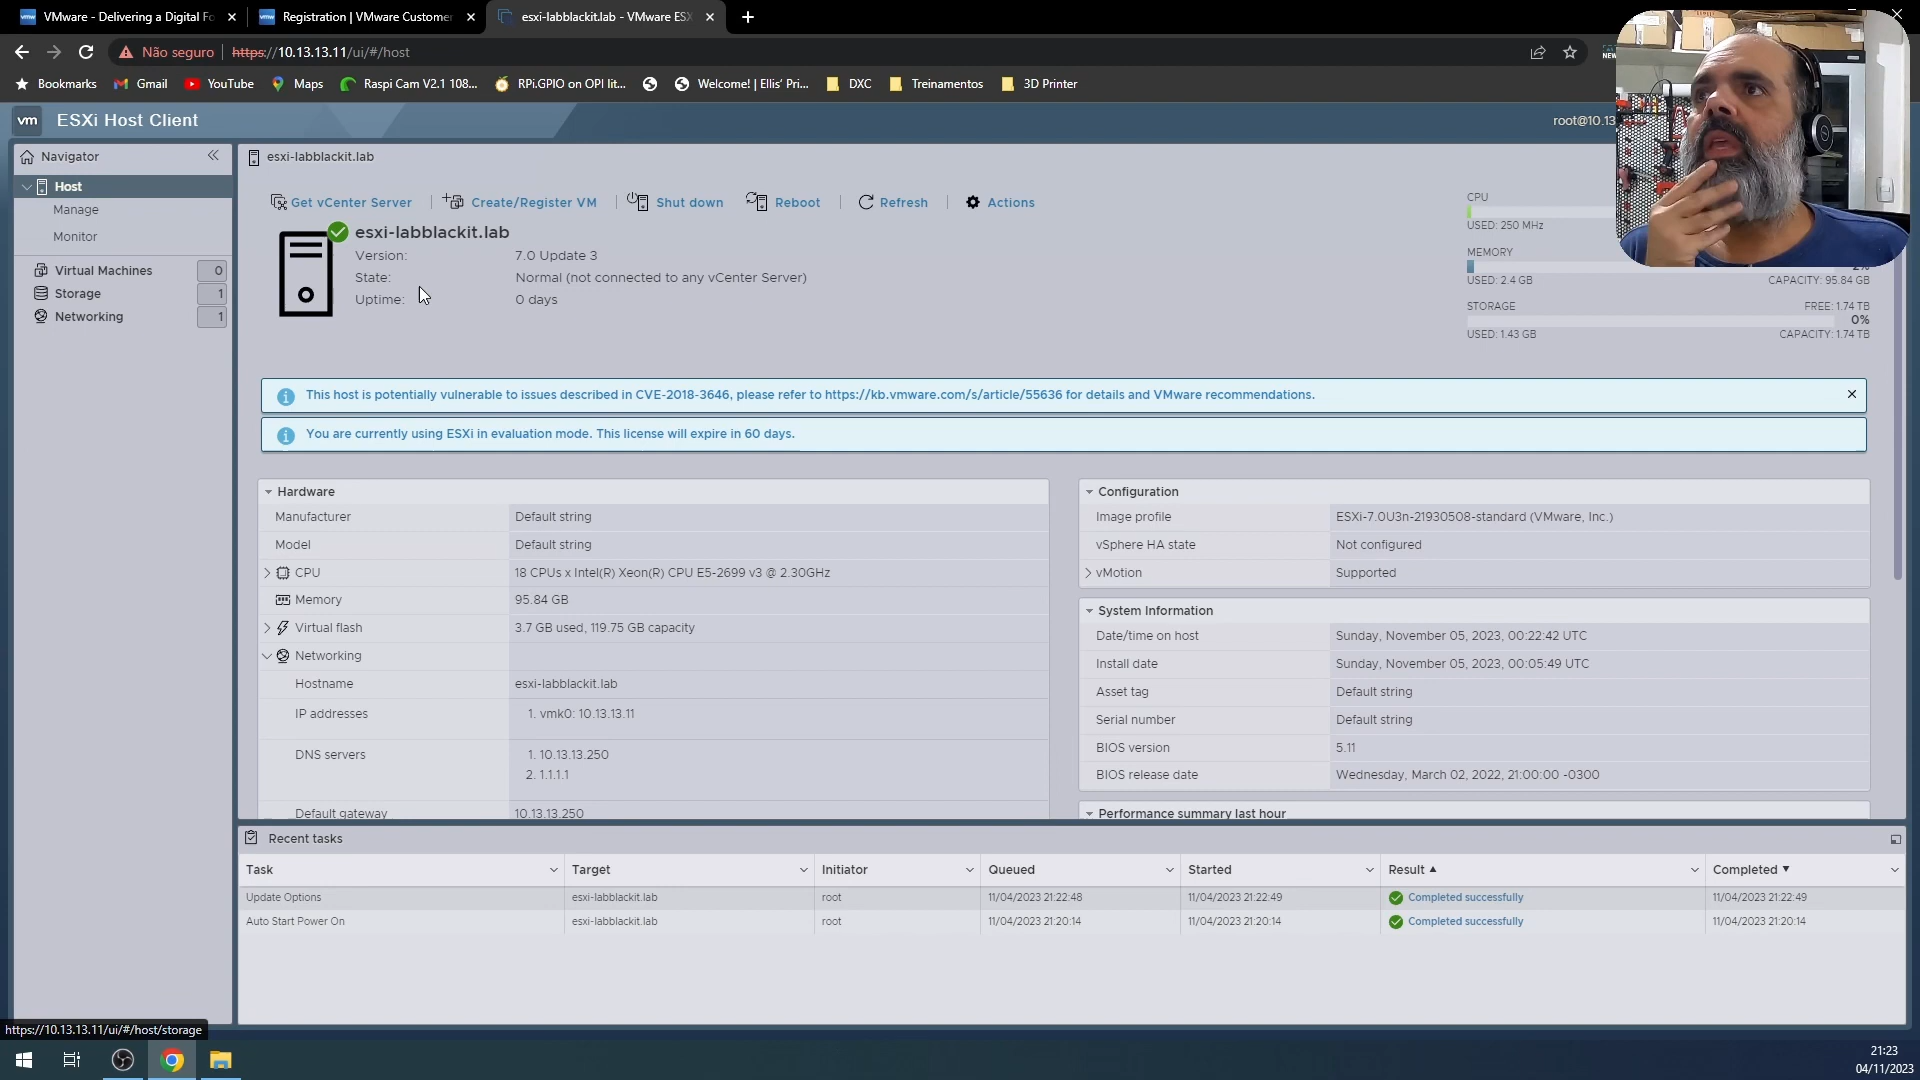 VMware - Delivering a Digital Fo
Registration | VMware Customer
esxi-labblackit.lab - VMware ESX
Não seguro | https://10.13.13.11/ui/#/host
NEW
Bookmarks Gmail YouTube Maps Raspi Cam V2.1 108... RPi.GPIO on OPI lit... Welcome! | Ellis' Pri... DXC Treinamentos 3D Printer
vm ESXi Host Client
root@10.13
Navigator
Host
Manage
Monitor
Virtual Machines 0
Storage 1
Networking 1
esxi-labblackit.lab
Get vCenter Server | Create/Register VM | Shut down Reboot | Refresh | Actions
esxi-labblackit.lab
Version: 7.0 Update 3
State: Normal (not connected to any vCenter Server)
Uptime: 0 days
CPU
USED: 250 MHz
MEMORY
2%
USED: 2.4 GB CAPACITY: 95.84 GB
STORAGE FREE: 1.74 TB
0%
USED: 1.43 GB CAPACITY: 1.74 TB
This host is potentially vulnerable to issues described in CVE-2018-3646, please refer to https://kb.vmware.com/s/article/55636 for details and VMware recommendations.
You are currently using ESXi in evaluation mode. This license will expire in 60 days.
Hardware
Manufacturer Default string
Model Default string
CPU 18 CPUs x Intel(R) Xeon(R) CPU E5-2699 v3 @ 2.30GHz
Memory 95.84 GB
Virtual flash 3.7 GB used, 119.75 GB capacity
Networking
Hostname esxi-labblackit.lab
IP addresses 1. vmk0: 10.13.13.11
DNS servers 1. 10.13.13.250
2. 1.1.1.1
Default gateway 10.13.13.250
Configuration
Image profile ESXi-7.0U3n-21930508-standard (VMware, Inc.)
vSphere HA state Not configured
vMotion Supported
System Information
Date/time on host Sunday, November 05, 2023, 00:22:42 UTC
Install date Sunday, November 05, 2023, 00:05:49 UTC
Asset tag Default string
Serial number Default string
BIOS version 5.11
BIOS release date Wednesday, March 02, 2022, 21:00:00 -0300
Performance summary last hour
Recent tasks
Task Target Initiator Queued Started Result Completed
Update Options esxi-labblackit.lab root 11/04/2023 21:22:48 11/04/2023 21:22:49 Completed successfully 11/04/2023 21:22:49
Auto Start Power On esxi-labblackit.lab root 11/04/2023 21:20:14 11/04/2023 21:20:14 Completed successfully 11/04/2023 21:20:14
https://10.13.13.11/ui/#/host/storage
21:23
04/11/2023